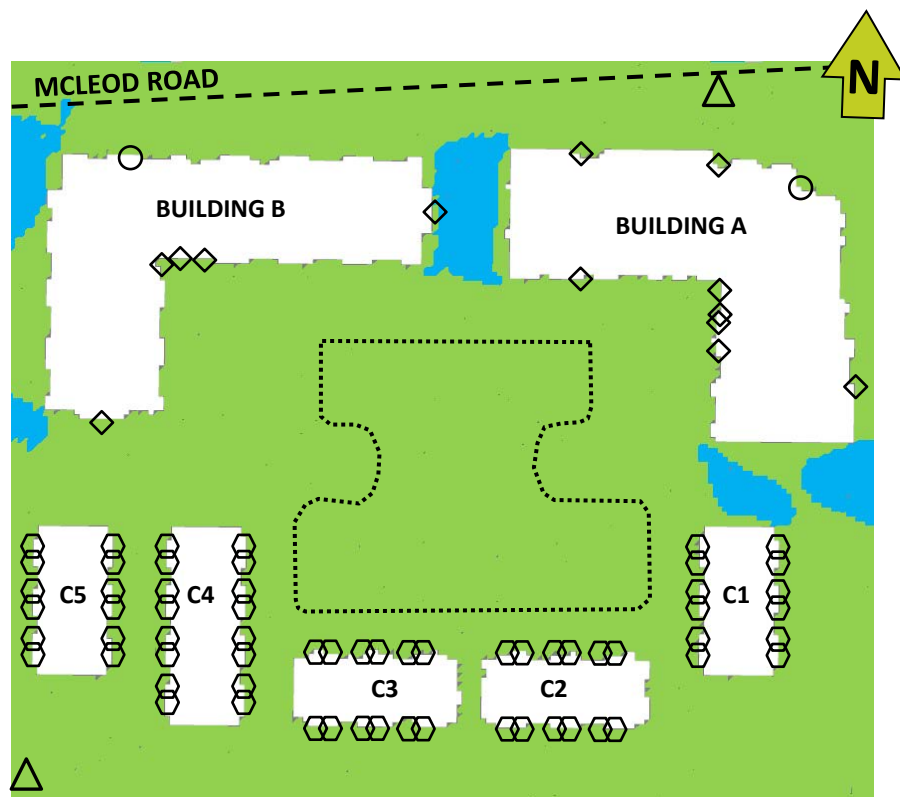 MCLEOD ROAD
N
BUILDING B
BUILDING A
C5
C4
C1
C3
C2